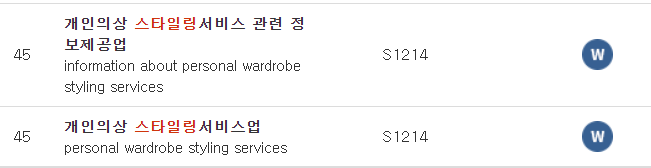 개인의상 스타일링서비스 관련 정
보제공업
45 information about personal wardrobe S1214 W
styling services
개인의상 스타일링서비스업
45 personal wardrobe styling services S1214 W